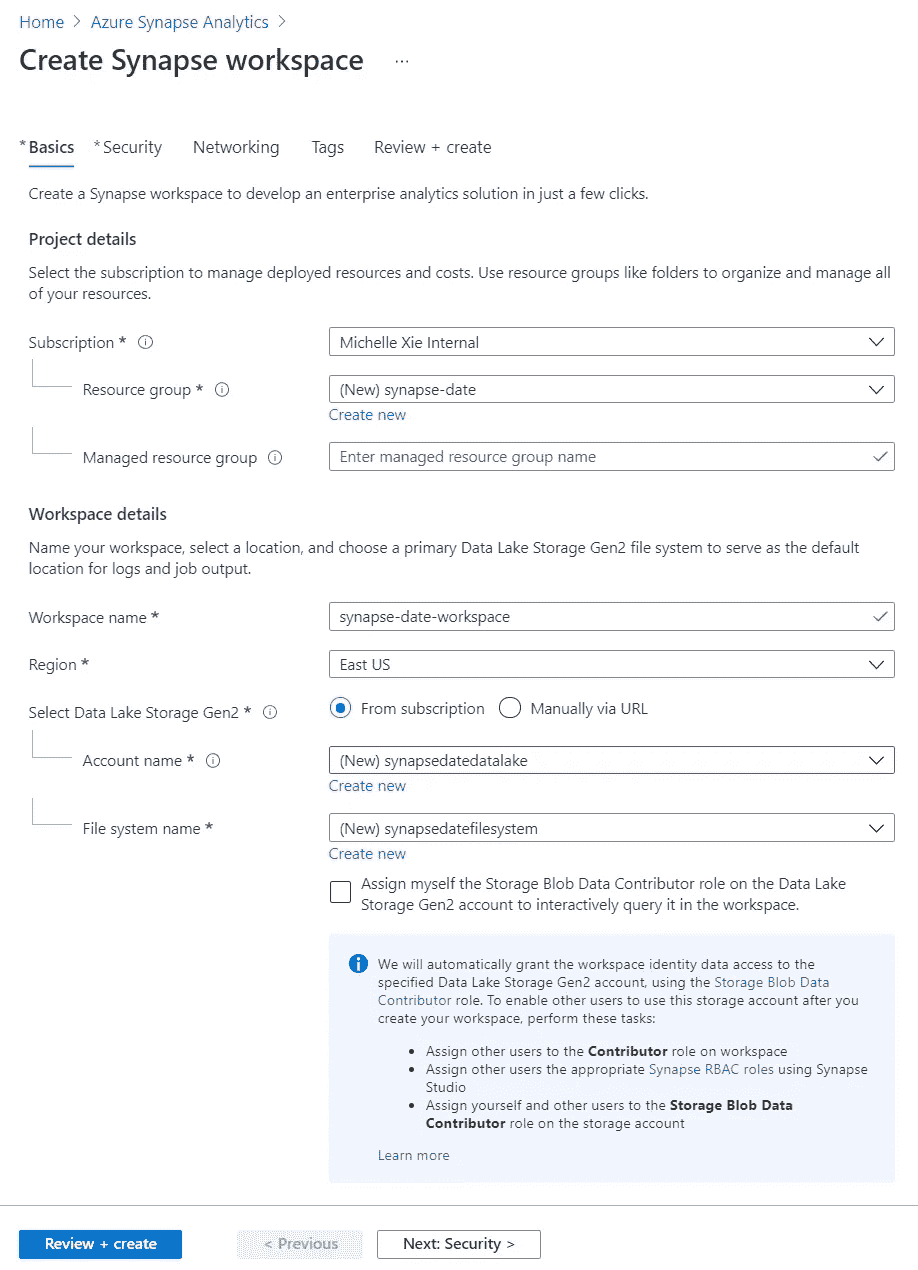 Home > Azure Synapse Analytics >
Create Synapse workspace ...
* Basics * Security Networking Tags Review + create
Create a Synapse workspace to develop an enterprise analytics solution in just a few clicks.
Project details
Select the subscription to manage deployed resources and costs. Use resource groups like folders to organize and manage all
of your resources.
Subscription * Michelle Xie Internal
Resource group * (New) synapse-date
Create new
Managed resource group Enter managed resource group name
Workspace details
Name your workspace, select a location, and choose a primary Data Lake Storage Gen2 file system to serve as the default
location for logs and job output.
Workspace name * synapse-date-workspace
Region * East US
Select Data Lake Storage Gen2 * From subscription Manually via URL
Account name * (New) synapsedatedatalake
Create new
File system name * (New) synapsedatefilesystem
Create new
Assign myself the Storage Blob Data Contributor role on the Data Lake
Storage Gen2 account to interactively query it in the workspace.
We will automatically grant the workspace identity data access to the
specified Data Lake Storage Gen2 account, using the Storage Blob Data
Contributor role. To enable other users to use this storage account after you
create your workspace, perform these tasks:
• Assign other users to the Contributor role on workspace
• Assign other users the appropriate Synapse RBAC roles using Synapse
Studio
• Assign yourself and other users to the Storage Blob Data
Contributor role on the storage account
Learn more
Review + create < Previous Next: Security >